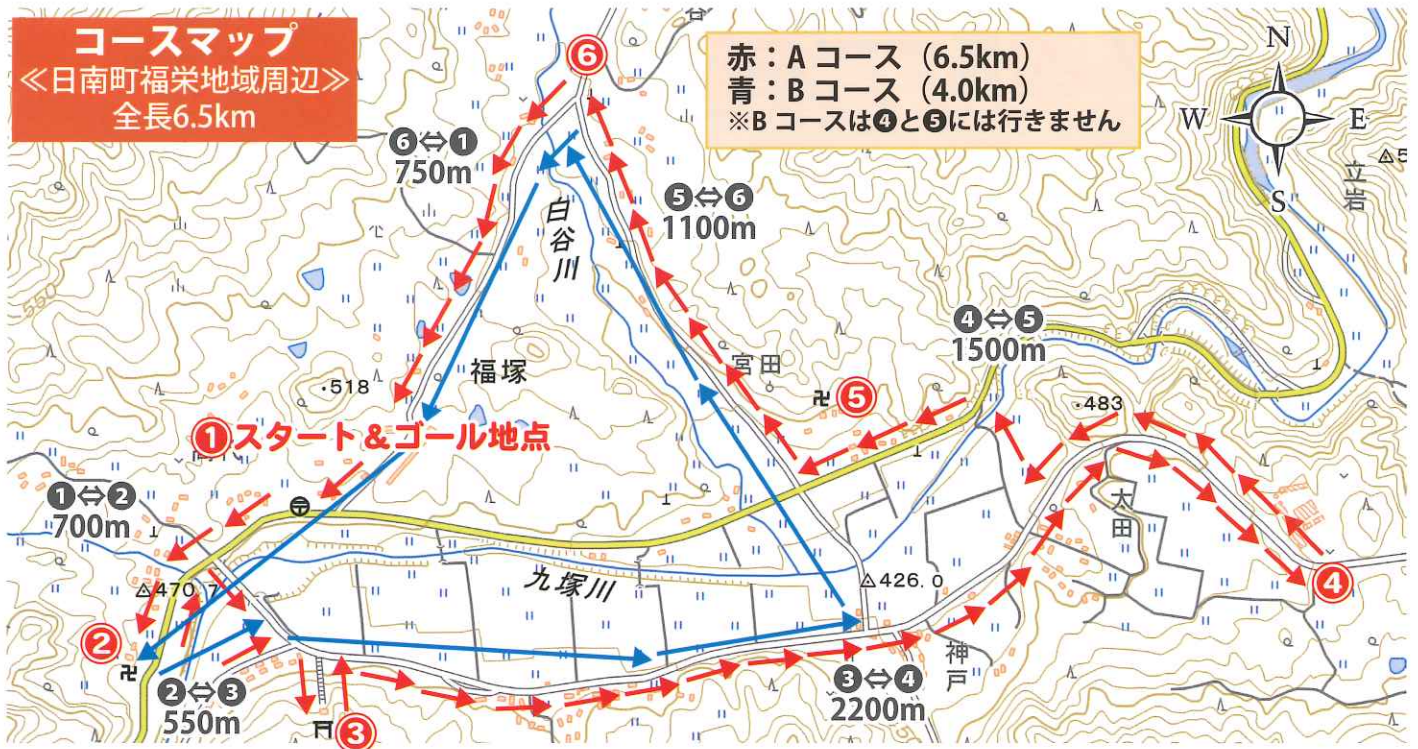 コースマップ
≪日南町福栄地域周辺≫
全長6.5km
赤：A コース（6.5km）
青：B コース（4.0km）
※B コースは❹と❺には行きません
N
W
E
S
⑥
❻⇔❶
750m
❺⇔❻
1100m
白谷川
立岩
❹⇔❺
1500m
宮田
福塚
・518
卍
⑤
・483
①スタート＆ゴール地点
❶⇔❷
700m
太田
九塚川
△470.7
△426.0
④
②
卍
神戸
❷⇔❸
550m
❸⇔❹
2200m
③